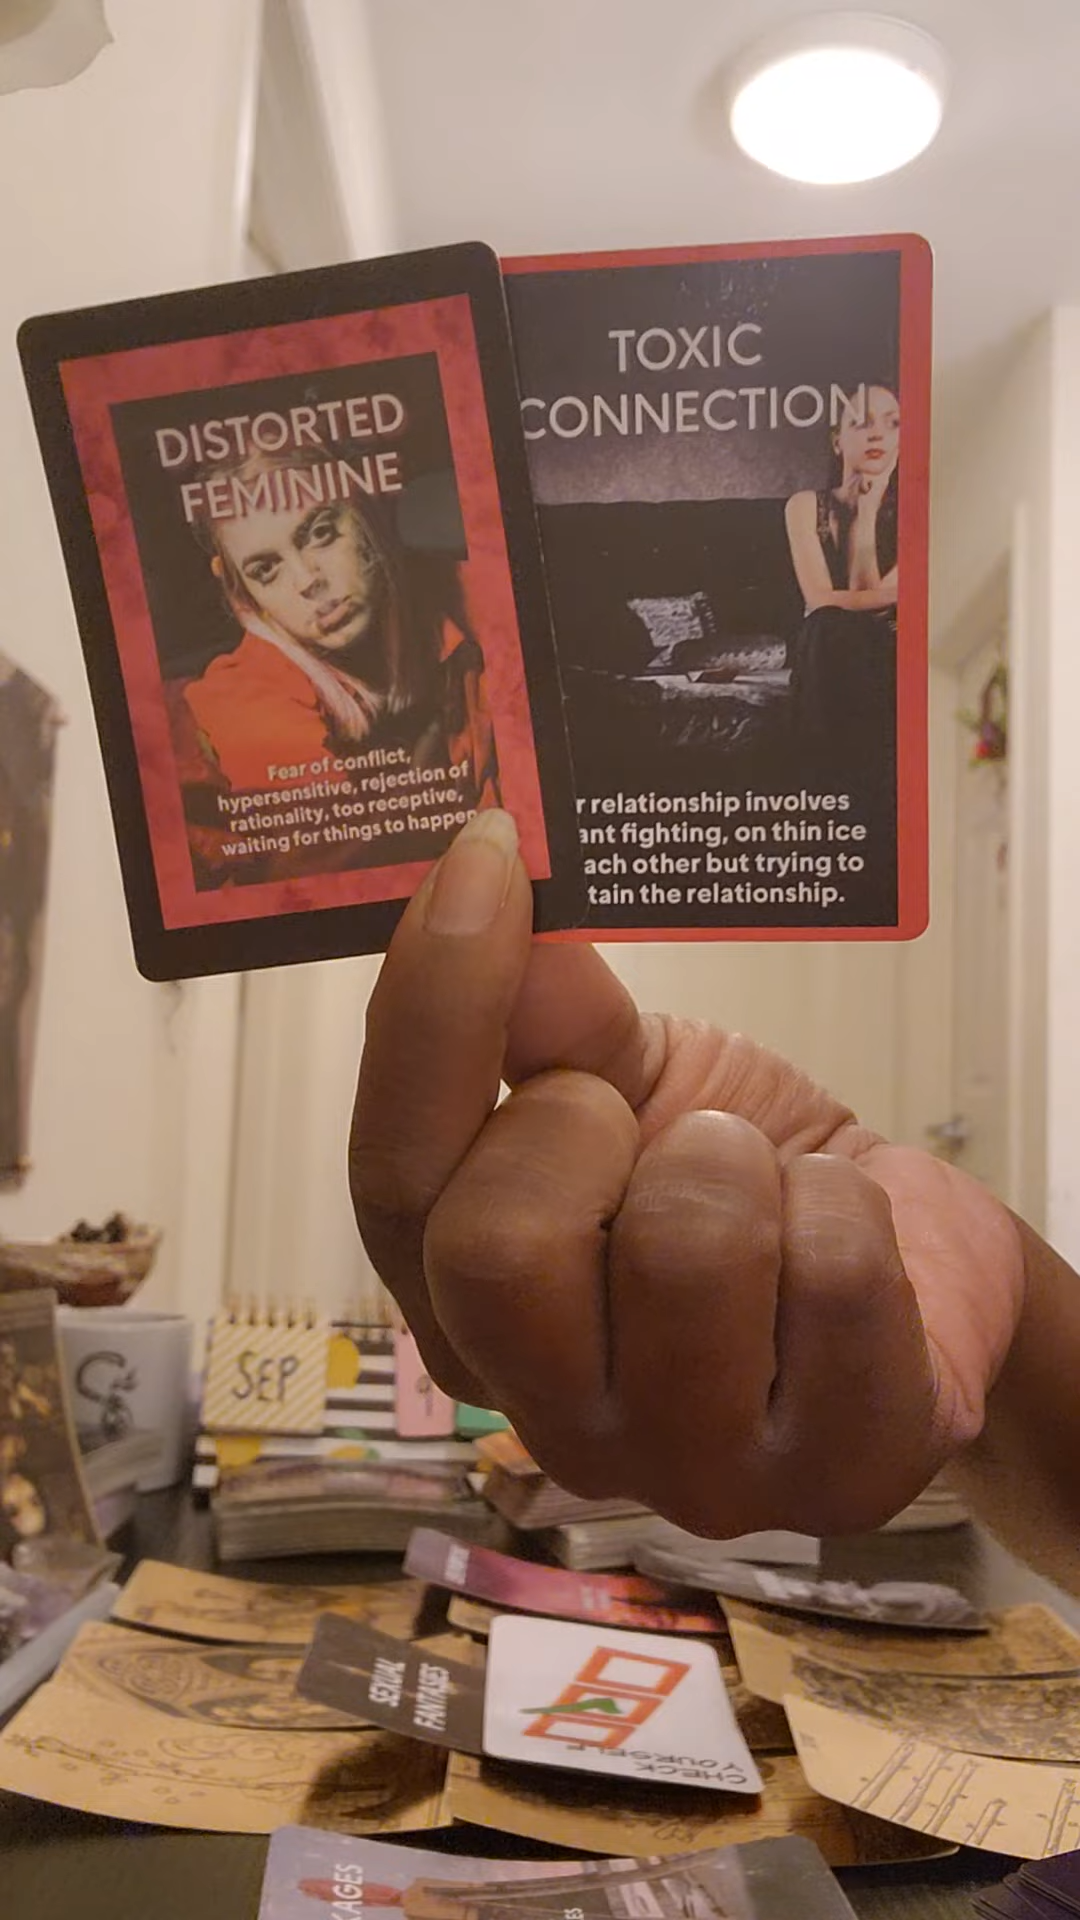 DISTORTED
FEMININE
Fear of conflict,
hypersensitive, rejection of
rationality, too receptive,
waiting for things to happen
TOXIC
CONNECTION
r relationship involves
ant fighting, on thin ice
ach other but trying to
tain the relationship.
SEP
SEXUAL
FANTASIES
CHECK
YOURSELF
KAGES